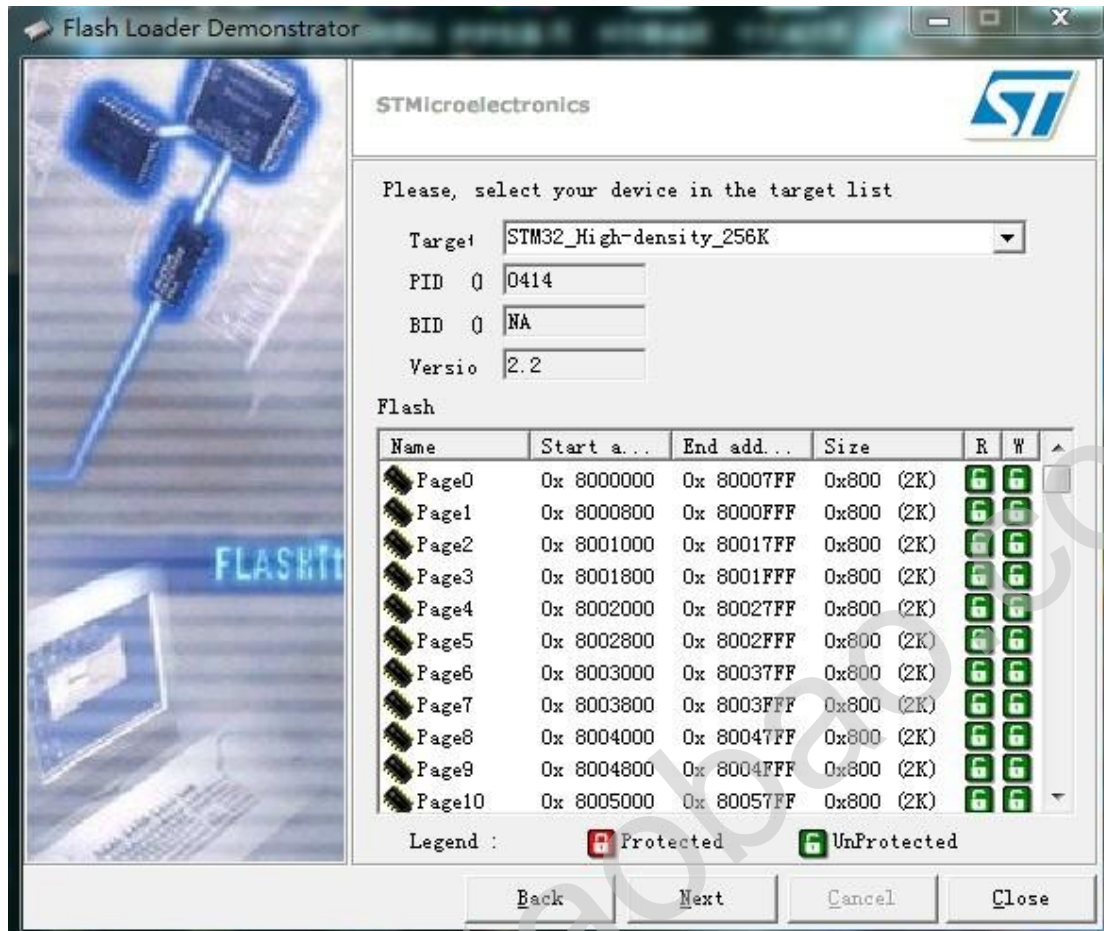 Flash Loader Demonstrator
STMicroelectronics
ST
Please, select your device in the target list
Target STM32_High-density_256K
PID () 0414
BID () NA
Versio 2.2
Flash
Name Start a... End add... Size R W
Page0 0x 8000000 0x 80007FF 0x800 (2K)
Page1 0x 8000800 0x 8000FFF 0x800 (2K)
Page2 0x 8001000 0x 80017FF 0x800 (2K)
Page3 0x 8001800 0x 8001FFF 0x800 (2K)
Page4 0x 8002000 0x 80027FF 0x800 (2K)
Page5 0x 8002800 0x 8002FFF 0x800 (2K)
Page6 0x 8003000 0x 80037FF 0x800 (2K)
Page7 0x 8003800 0x 8003FFF 0x800 (2K)
Page8 0x 8004000 0x 80047FF 0x800 (2K)
Page9 0x 8004800 0x 8004FFF 0x800 (2K)
Page10 0x 8005000 0x 80057FF 0x800 (2K)
Legend : Protected UnProtected
Back Next Cancel Close